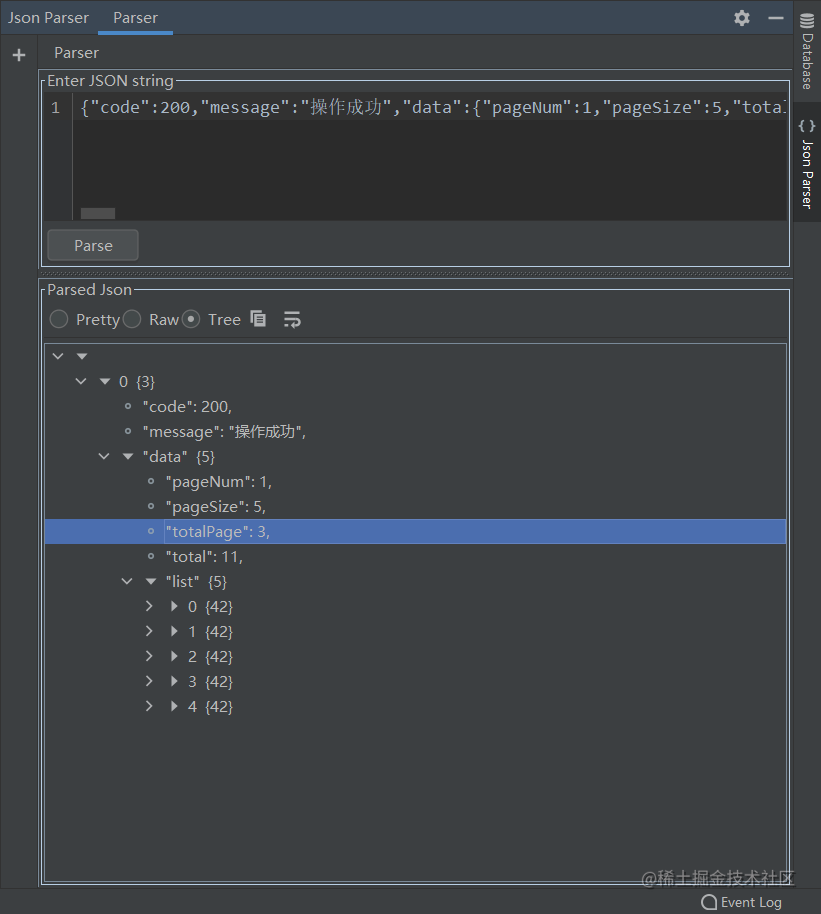 Json Parser Parser
Database
Json Parser
Parser
Enter JSON string
1 {"code":200,"message":"操作成功","data":{"pageNum":1,"pageSize":5,"tota
Parse
Parsed Json
Pretty Raw Tree
0 {3}
"code": 200,
"message": "操作成功",
"data" {5}
"pageNum": 1,
"pageSize": 5,
"totalPage": 3,
"total": 11,
"list" {5}
0 {42}
1 {42}
2 {42}
3 {42}
4 {42}
@稀土掘金技术社区
Event Log